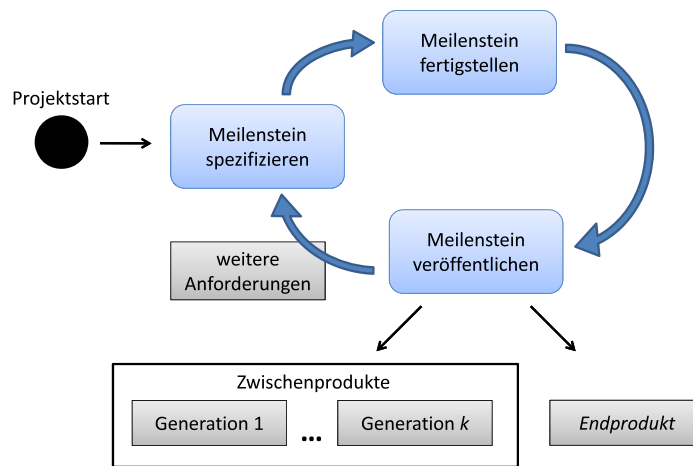 Meilenstein
fertigstellen
Projektstart
Meilenstein
spezifizieren
Meilenstein
veröffentlichen
weitere
Anforderungen
Zwischenprodukte
Generation 1
...
Generation k
Endprodukt